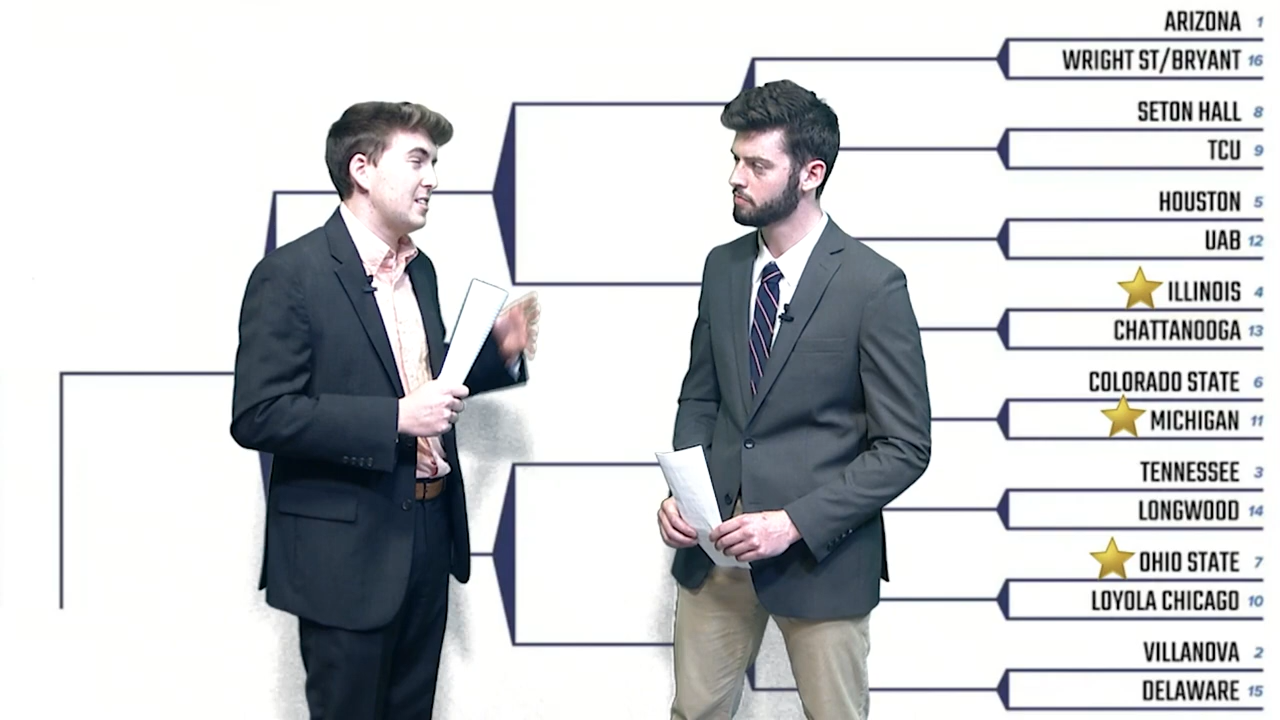 ARIZONA 1
WRIGHT ST/BRYANT 16
SETON HALL 8
TCU 9
HOUSTON 5
UAB 12
ILLINOIS 4
CHATTANOOGA 13
COLORADO STATE 6
MICHIGAN 11
TENNESSEE 3
LONGWOOD 14
OHIO STATE 7
LOYOLA CHICAGO 10
VILLANOVA 2
DELAWARE 15